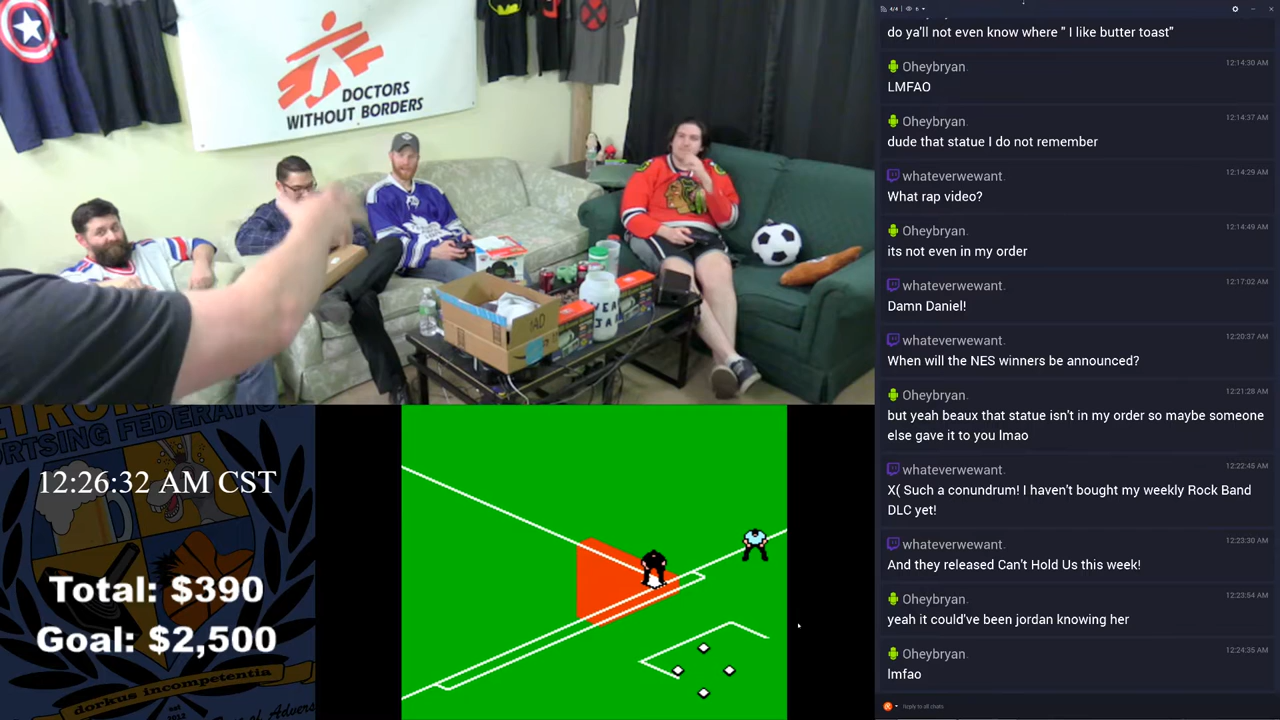 DOCTORS
WITHOUT BORDERS
12:26:32 AM CST
Total: $390
Goal: $2,500
dorkus incompetentia
4/4
do ya'll not even know where " I like butter toast"
Oheybryan. 12:14:30 AM
LMFAO
Oheybryan. 12:14:37 AM
dude that statue I do not remember
whateverwewant. 12:14:29 AM
What rap video?
Oheybryan. 12:14:49 AM
its not even in my order
whateverwewant. 12:17:02 AM
Damn Daniel!
whateverwewant. 12:20:37 AM
When will the NES winners be announced?
Oheybryan. 12:21:28 AM
but yeah beaux that statue isn't in my order so maybe someone
else gave it to you lmao
whateverwewant. 12:22:45 AM
X( Such a conundrum! I haven't bought my weekly Rock Band
DLC yet!
whateverwewant. 12:23:30 AM
And they released Can't Hold Us this week!
Oheybryan. 12:23:54 AM
yeah it could've been jordan knowing her
Oheybryan. 12:24:35 AM
lmfao
Reply to all chats